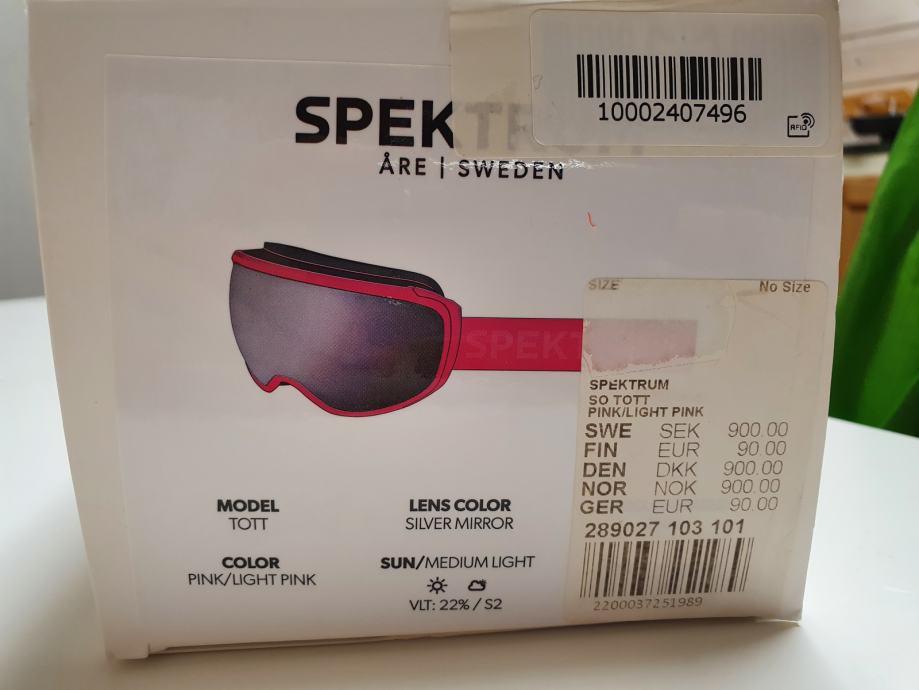 10002407496
RFID
SPEKTRUM
ÅRE | SWEDEN
SIZE No Size
SPEKT
SPEKTRUM
SO TOTT
PINK/LIGHT PINK
SWE SEK 900.00
FIN EUR 90.00
DEN DKK 900.00
NOR NOK 900.00
GER EUR 90.00
289027 103 101
2200037251989
MODEL
TOTT
LENS COLOR
SILVER MIRROR
COLOR
PINK/LIGHT PINK
SUN/MEDIUM LIGHT
VLT: 22% / S2